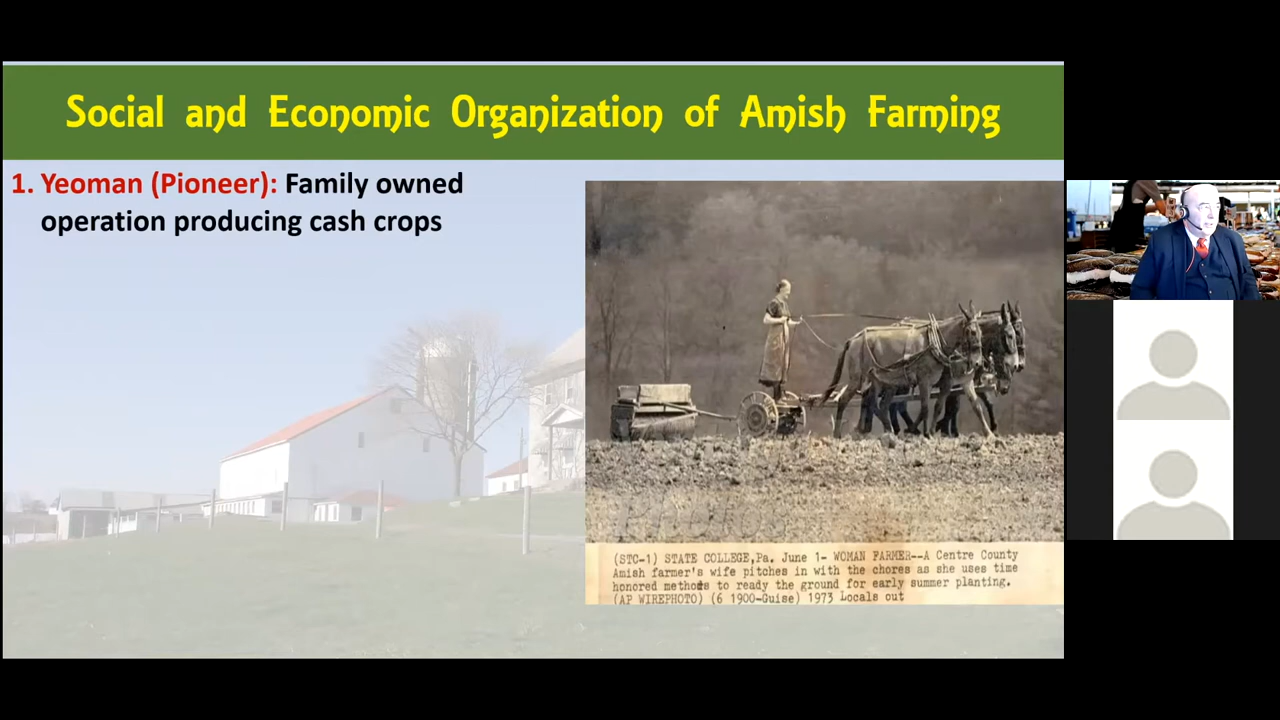 Social and Economic Organization of Amish Farming
1. Yeoman (Pioneer): Family owned
operation producing cash crops
(STC-1) STATE COLLEGE,Pa. June 1- WOMAN FARMER--A Centre County
Amish farmer's wife pitches in with the chores as she uses time
honored methods to ready the ground for early summer planting.
(AP WIREPHOTO) (6 1900-Guise) 1973 Locals out